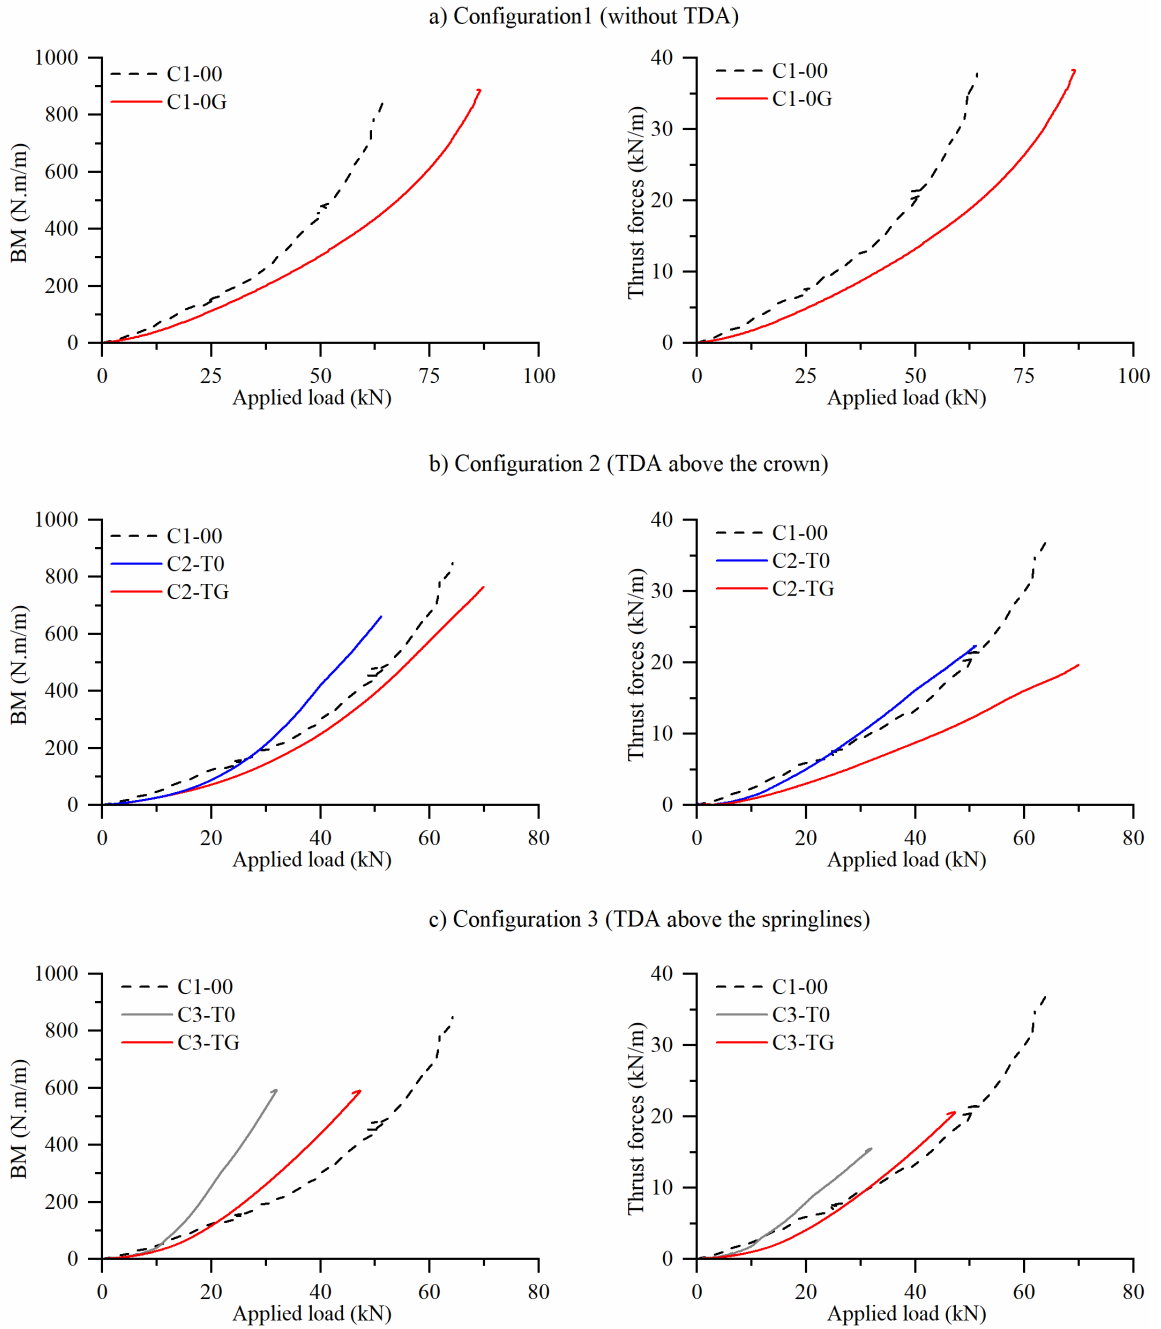 a) Configuration1 (without TDA)
1000
800
600
400
200
0
BM (N.m/m)
C1-00
C1-0G
0 25 50 75 100
Applied load (kN)
40
30
20
10
0
Thrust forces (kN/m)
C1-00
C1-0G
0 25 50 75 100
Applied load (kN)
b) Configuration 2 (TDA above the crown)
1000
800
600
400
200
0
BM (N.m/m)
C1-00
C2-T0
C2-TG
0 20 40 60 80
Applied load (kN)
40
30
20
10
0
Thrust forces (kN/m)
C1-00
C2-T0
C2-TG
0 20 40 60 80
Applied load (kN)
c) Configuration 3 (TDA above the springlines)
1000
800
600
400
200
0
BM (N.m/m)
C1-00
C3-T0
C3-TG
0 20 40 60 80
Applied load (kN)
40
30
20
10
0
Thrust forces (kN/m)
C1-00
C3-T0
C3-TG
0 20 40 60 80
Applied load (kN)